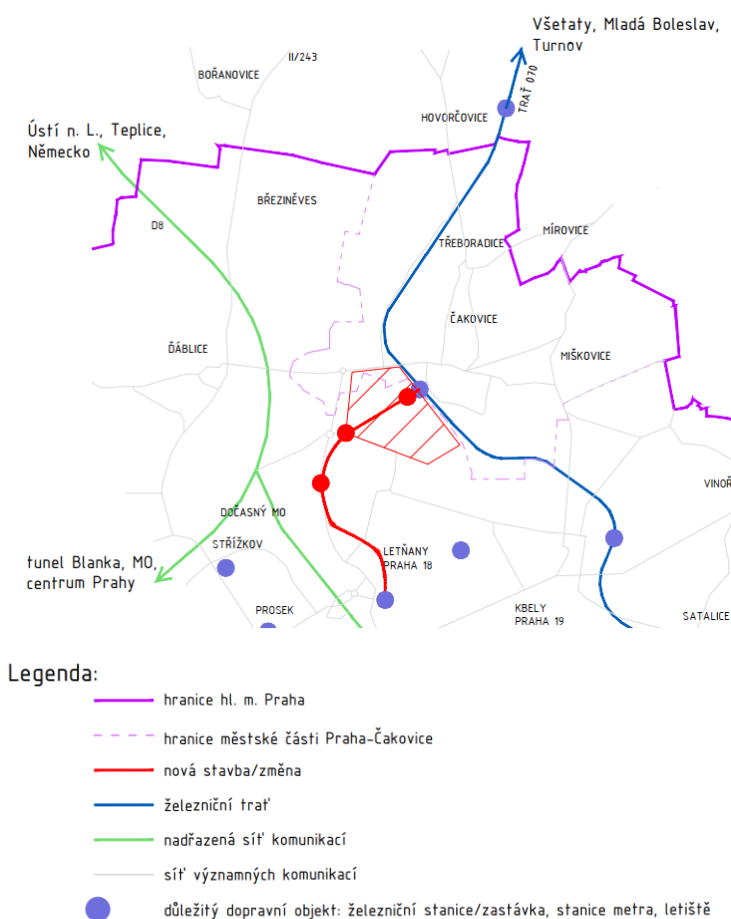 Všetaty, Mladá Boleslav,
Turnov
II/243
BOŘANOVICE
TRAŤ 070
HOVORČOVICE
Ústí n. L., Teplice,
Německo
BŘEZINĚVES
D8
TŘEBORADICE
MÍROVICE
ČAKOVICE
ĎÁBLICE
MIŠKOVICE
VINOŘ
DOČASNÝ MO
STŘÍŽKOV
LETŇANY
PRAHA 18
tunel Blanka, MO,
centrum Prahy
PROSEK
KBELY
PRAHA 19
SATALICE
Legenda:
hranice hl. m. Praha
hranice městské části Praha-Čakovice
nová stavba/změna
železniční trať
nadřazená síť komunikací
síť významných komunikací
důležitý dopravní objekt: železniční stanice/zastávka, stanice metra, letiště